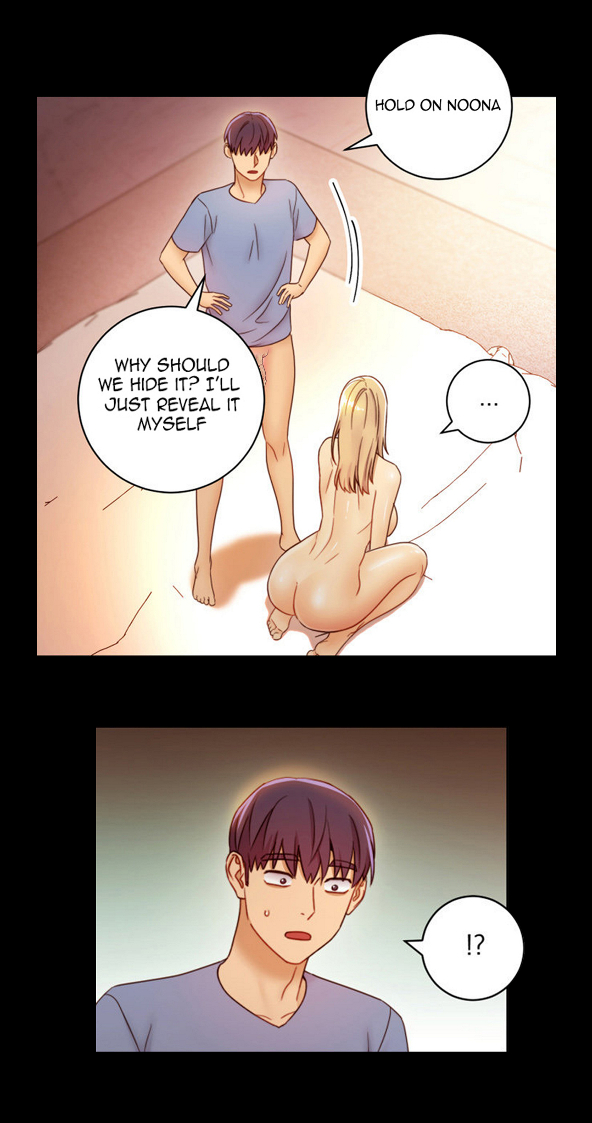 HOLD ON NOONA
WHY SHOULD
WE HIDE IT? I'LL
JUST REVEAL IT
MYSELF
...
!?